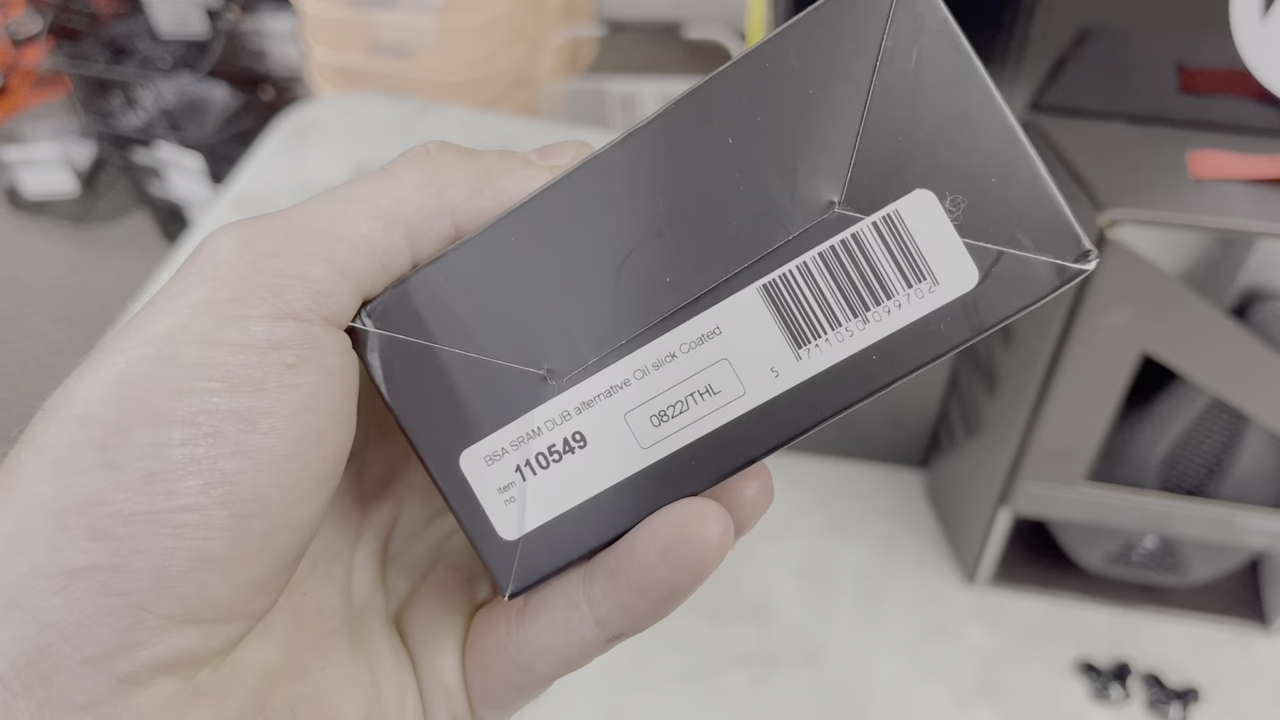 BSA SRAM DUB alternative Oil slick Coated
Item no. 110549
0822/THL
5 711050 099702